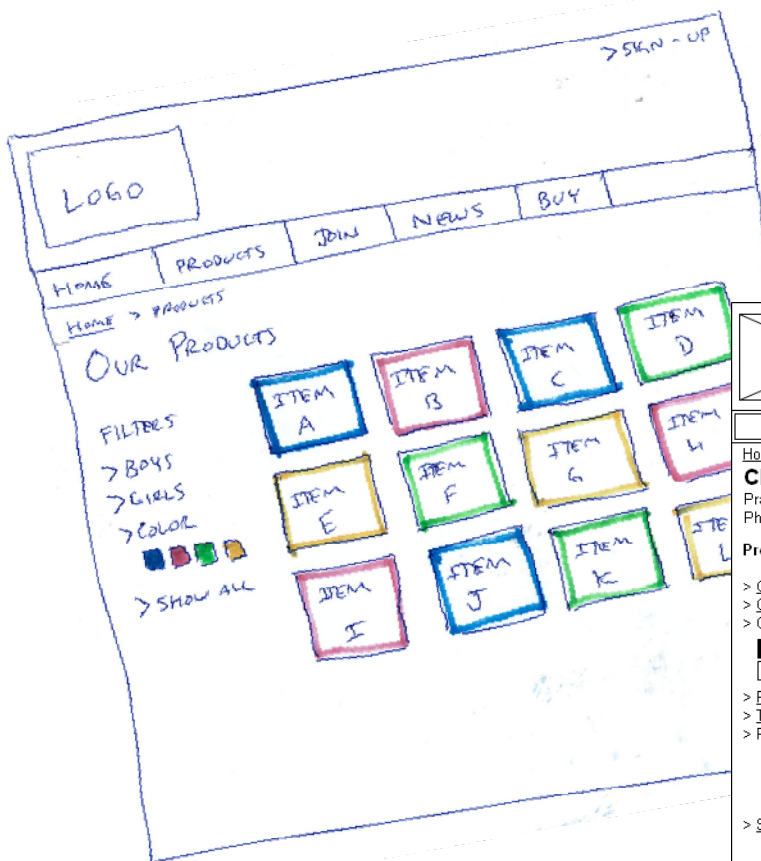 > SIGN-UP
LOGO
HOME PRODUCTS JOIN NEWS BUY
HOME > PRODUCTS
OUR PRODUCTS
ITEM A
ITEM B
ITEM C
ITEM D
FILTERS
> BOYS
> GIRLS
> COLOR
> SHOW ALL
ITEM E
ITEM F
ITEM G
ITEM H
ITEM I
ITEM J
ITEM K